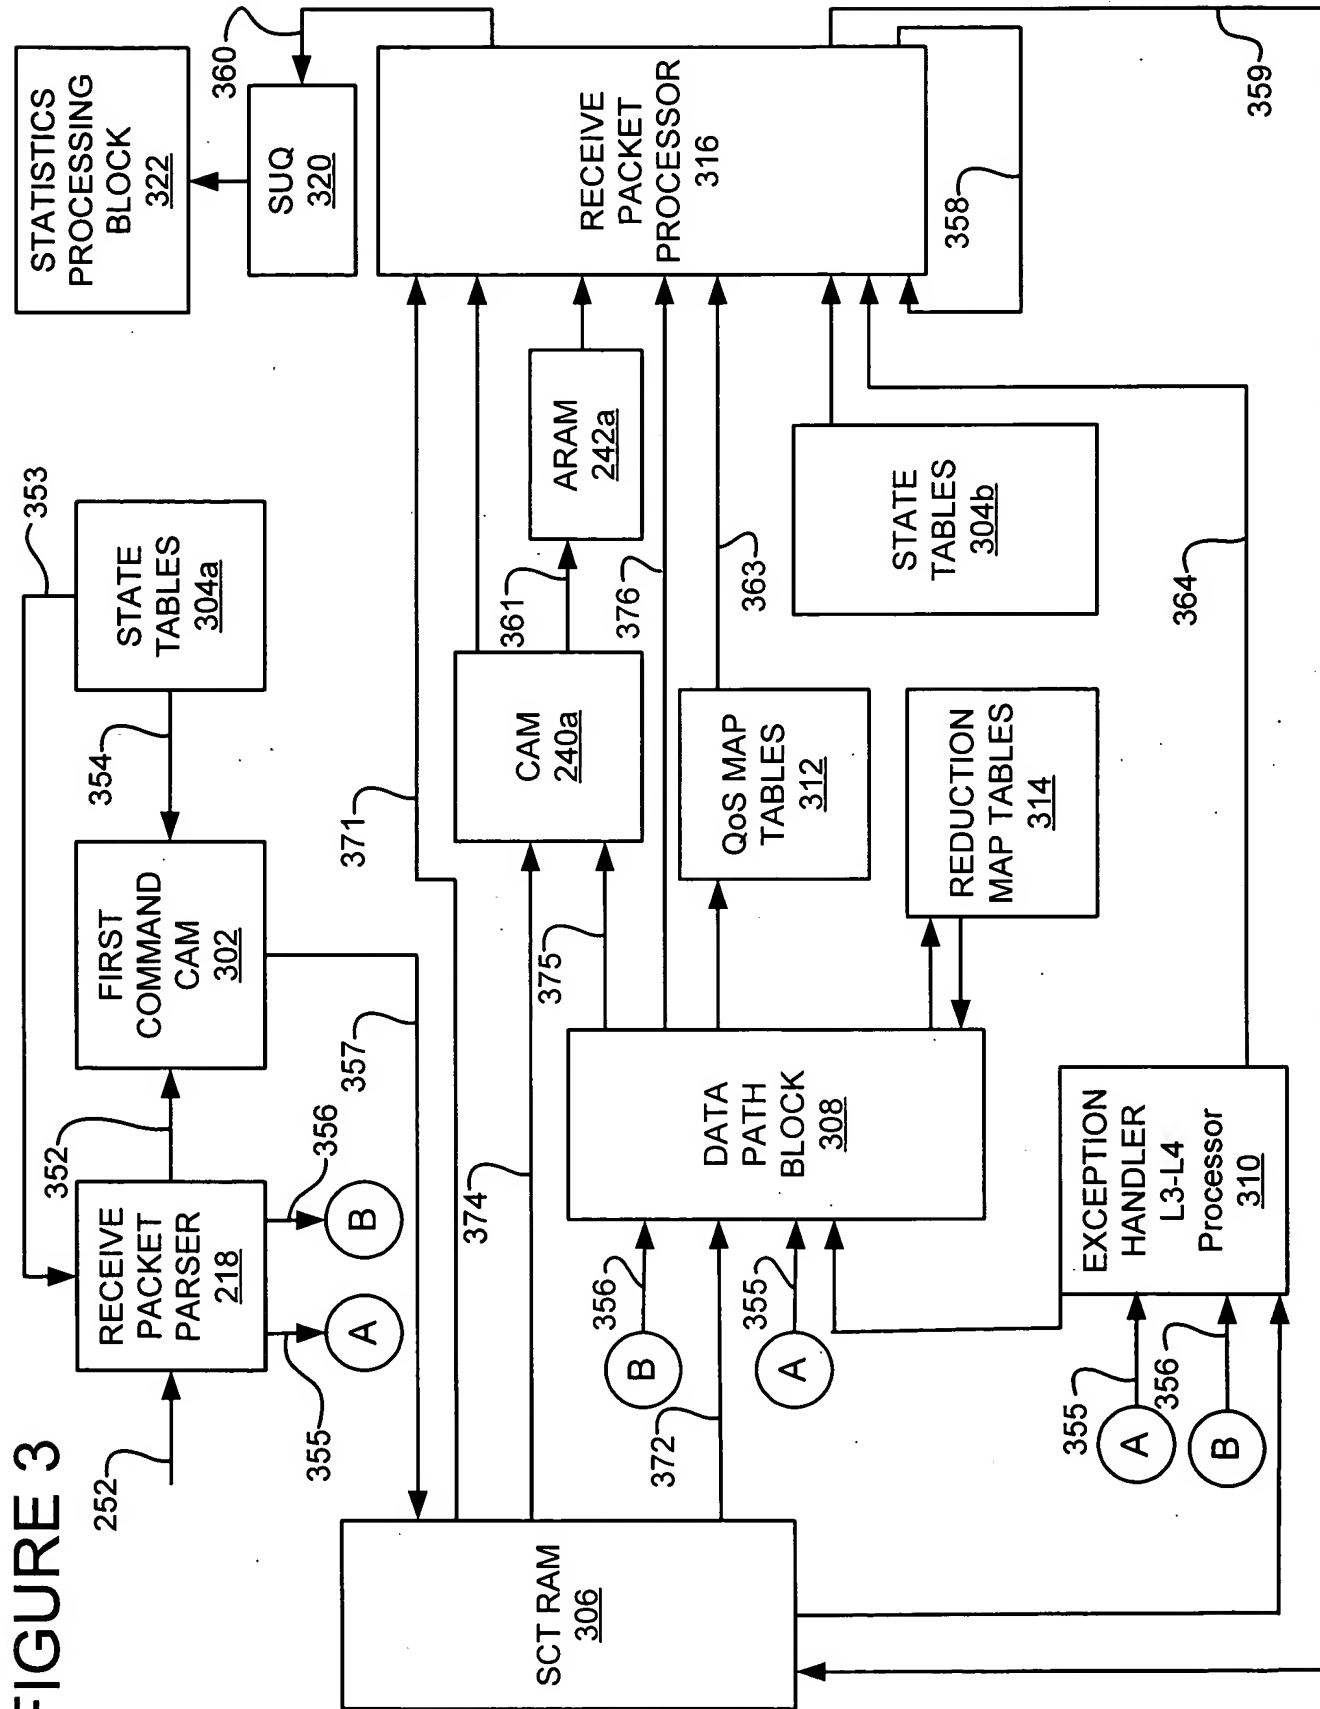 FIGURE 3
252
RECEIVE
PACKET
PARSER
218
352
FIRST
COMMAND
CAM
302
354
STATE
TABLES
304a
353
355
A
356
B
357
371
360
STATISTICS
PROCESSING
BLOCK
322
SUQ
320
SCT RAM
306
374
375
CAM
240a
361
ARAM
242a
RECEIVE
PACKET
PROCESSOR
316
376
363
B
356
372
A
355
DATA
PATH
BLOCK
308
QoS MAP
TABLES
312
REDUCTION
MAP TABLES
314
STATE
TABLES
304b
358
359
364
355
A
356
B
EXCEPTION
HANDLER
L3-L4
Processor
310